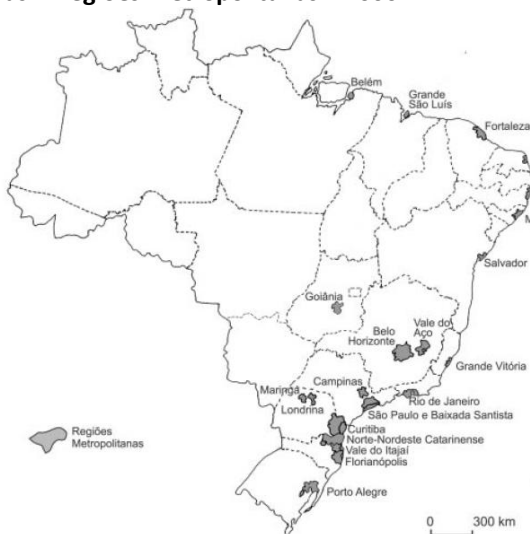 Belém
Grande
São Luís
Fortaleza
M
Salvador
Goiânia
Belo
Horizonte
Vale do
Aço
Grande Vitória
Campinas
Maringá
Londrina
Rio de Janeiro
São Paulo e Baixada Santista
Curitiba
Norte-Nordeste Catarinense
Vale do Itajaí
Florianópolis
Regiões
Metropolitanas
Porto Alegre
0 300 km